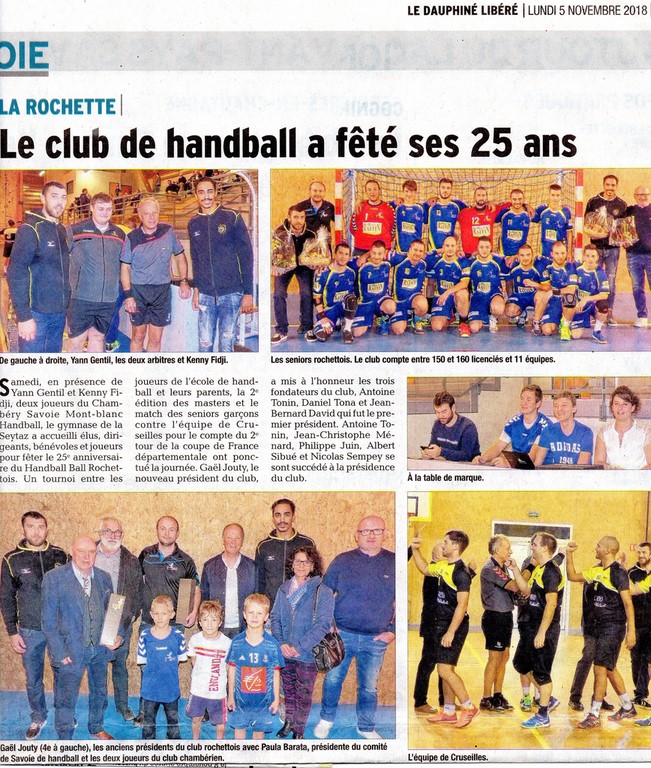 LE DAUPHINÉ LIBÉRÉ | LUNDI 5 NOVEMBRE 2018 |
OIE
LA ROCHETTE |
Le club de handball a fêté ses 25 ans
De gauche à droite, Yann Gentil, les deux arbitres et Kenny Fidji.
Les seniors rochettois. Le club compte entre 150 et 160 licenciés et 11 équipes.
Samedi, en présence de
Yann Gentil et Kenny Fi-
dji, deux joueurs du Cham-
béry Savoie Mont-blanc
Handball, le gymnase de la
Seytaz a accueilli élus, diri-
geants, bénévoles et joueurs
pour fêter le 25e anniversai-
re du Handball Ball Rochet-
tois. Un tournoi entre les
joueurs de l'école de hand-
ball et leurs parents, la 2e
édition des masters et le
match des seniors garçons
contre l'équipe de Cru-
seilles pour le compte du 2e
tour de la coupe de France
départementale ont ponc-
tué la journée. Gaël Jouty, le
nouveau président du club,
a mis à l'honneur les trois
fondateurs du club, Antoine
Tonin, Daniel Tona et Jean-
Bernard David qui fut le pre-
mier président. Antoine To-
nin, Jean-Christophe Mé-
nard, Philippe Juin, Albert
Sibué et Nicolas Sempey se
sont succédé à la présidence
du club.
ADIDAS
1949
À la table de marque.
ENGLAND
13
Gaël Jouty (4e à gauche), les anciens présidents du club rochettois avec Paula Barata, présidente du comité
de Savoie de handball et les deux joueurs du club chambérien.
L'équipe de Cruseilles.